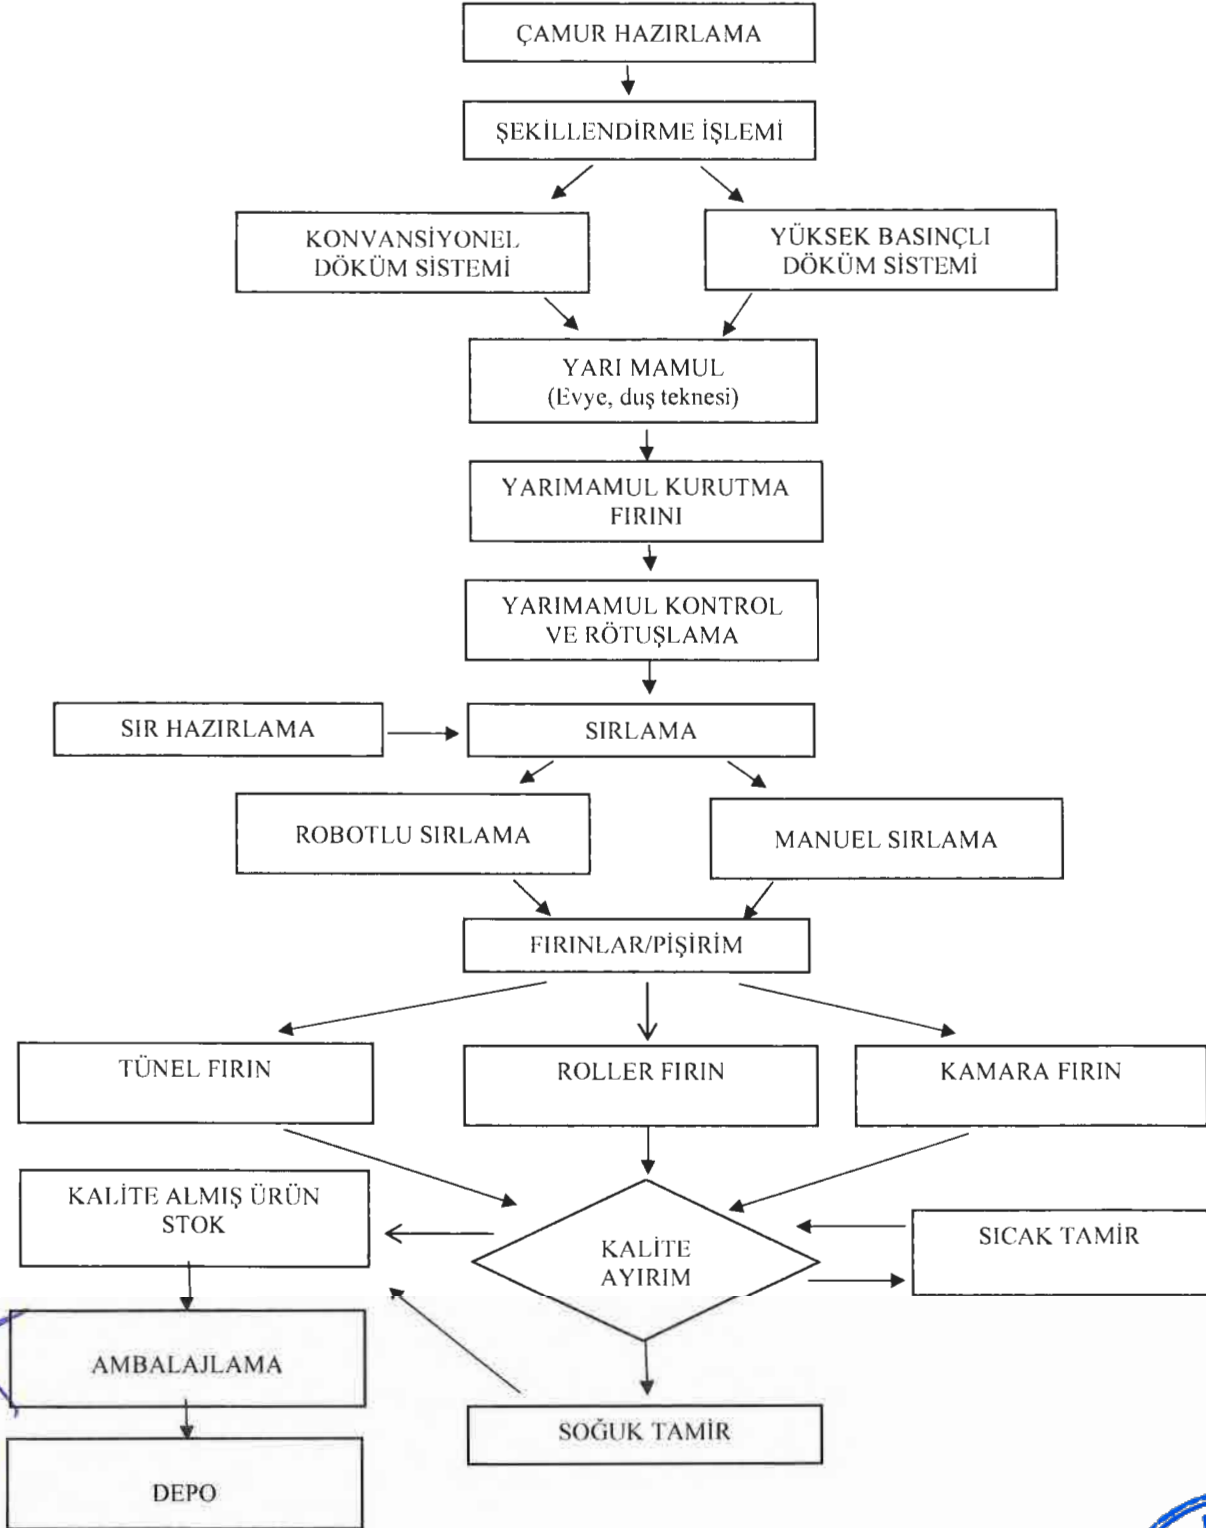 ÇAMUR HAZIRLAMA
ŞEKİLLENDİRME İŞLEMİ
KONVANSİYONEL
DÖKÜM SİSTEMİ
YÜKSEK BASINÇLI
DÖKÜM SİSTEMİ
YARI MAMUL
(Evye, duş teknesi)
YARIMAMUL KURUTMA
FIRINI
YARIMAMUL KONTROL
VE RÖTUŞLAMA
SIR HAZIRLAMA
SIRLAMA
ROBOTLU SIRLAMA
MANUEL SIRLAMA
FIRINLAR/PİŞİRİM
TÜNEL FIRIN
ROLLER FIRIN
KAMARA FIRIN
KALİTE ALMIŞ ÜRÜN
STOK
KALİTE
AYIRIM
SICAK TAMİR
AMBALAJLAMA
SOĞUK TAMİR
DEPO